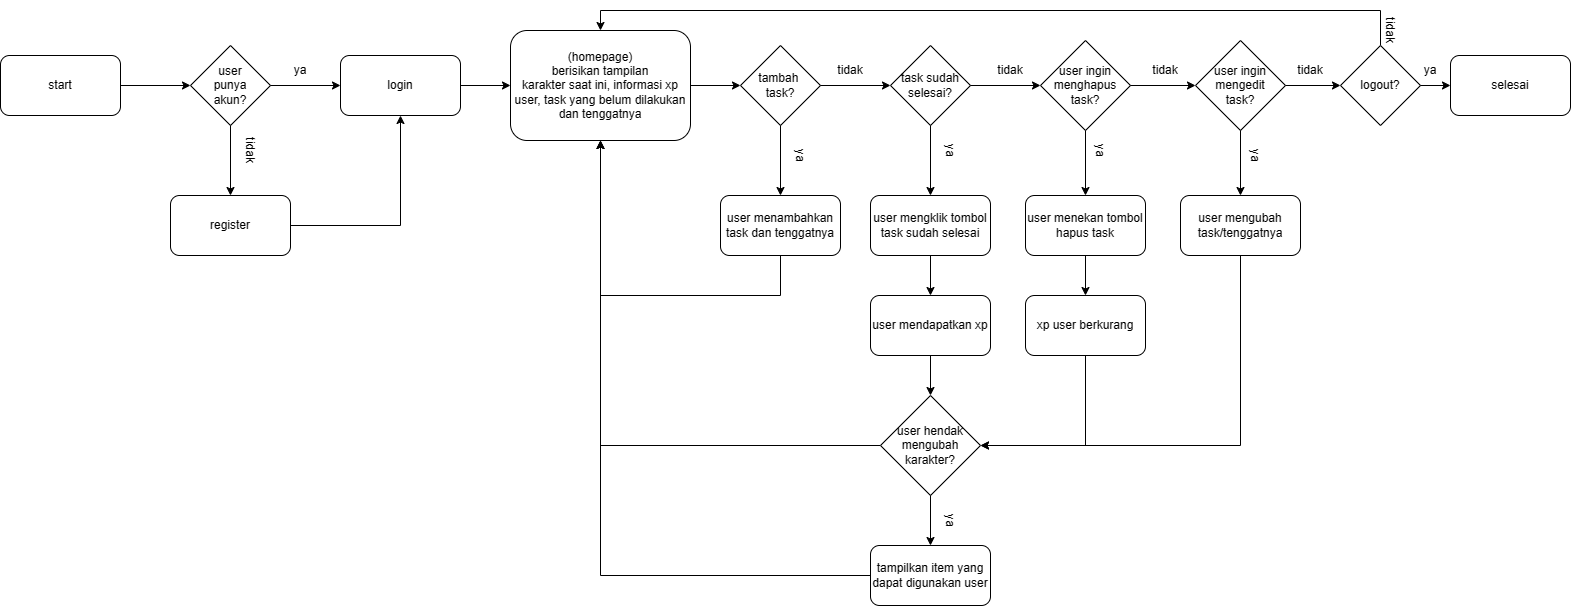 start
user
punya
akun?
ya
tidak
register
login
(homepage)
berisikan tampilan
karakter saat ini, informasi xp
user, task yang belum dilakukan
dan tenggatnya
tambah
task?
tidak
ya
user menambahkan
task dan tenggatnya
task sudah
selesai?
tidak
ya
user mengklik tombol
task sudah selesai
user mendapatkan xp
user ingin
menghapus
task?
tidak
ya
user menekan tombol
hapus task
xp user berkurang
user ingin
mengedit
task?
tidak
ya
user mengubah
task/tenggatnya
logout?
tidak
ya
selesai
user hendak
mengubah
karakter?
ya
tampilkan item yang
dapat digunakan user